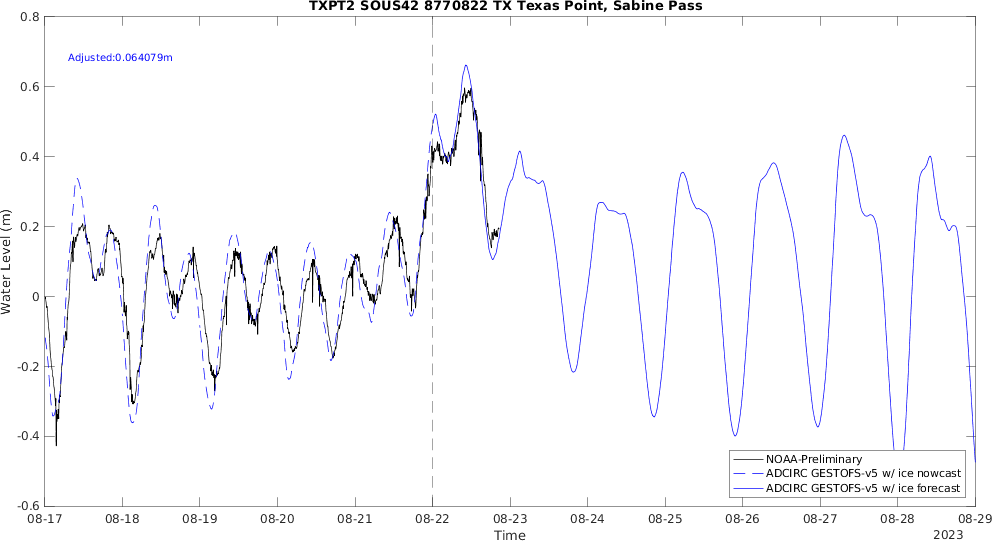 TXPT2 SOUS42 8770822 TX Texas Point, Sabine Pass
Adjusted:0.064079m
Water Level (m)
0.8
0.6
0.4
0.2
0
-0.2
-0.4
-0.6
NOAA-Preliminary
ADCIRC GESTOFS-v5 w/ ice nowcast
ADCIRC GESTOFS-v5 w/ ice forecast
08-17 08-18 08-19 08-20 08-21 08-22 08-23 08-24 08-25 08-26 08-27 08-28 08-29
Time
2023